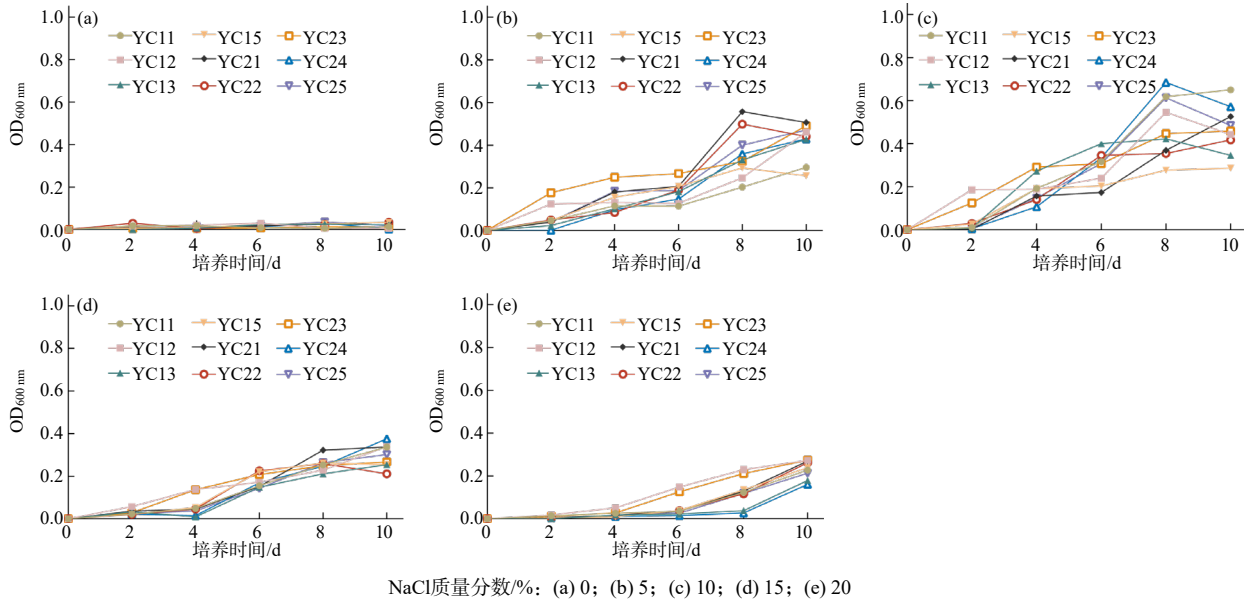 (a)
1.0
0.8
0.6
0.4
0.2
0.0
OD600 nm
YC11 YC15 YC23
YC12 YC21 YC24
YC13 YC22 YC25
0 2 4 6 8 10
培养时间/d
(b)
1.0
0.8
0.6
0.4
0.2
0.0
OD600 nm
YC11 YC15 YC23
YC12 YC21 YC24
YC13 YC22 YC25
0 2 4 6 8 10
培养时间/d
(c)
1.0
0.8
0.6
0.4
0.2
0.0
OD600 nm
YC11 YC15 YC23
YC12 YC21 YC24
YC13 YC22 YC25
0 2 4 6 8 10
培养时间/d
(d)
1.0
0.8
0.6
0.4
0.2
0.0
OD600 nm
YC11 YC15 YC23
YC12 YC21 YC24
YC13 YC22 YC25
0 2 4 6 8 10
培养时间/d
(e)
1.0
0.8
0.6
0.4
0.2
0.0
OD600 nm
YC11 YC15 YC23
YC12 YC21 YC24
YC13 YC22 YC25
0 2 4 6 8 10
培养时间/d
NaCl质量分数/%：(a) 0；(b) 5；(c) 10；(d) 15；(e) 20